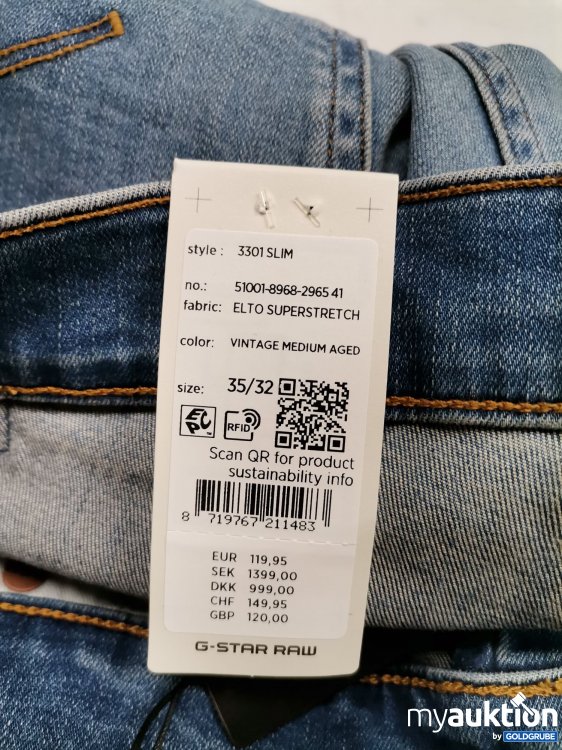 style : 3301 SLIM
no.: 51001-8968-2965 41
fabric: ELTO SUPERSTRETCH
color: VINTAGE MEDIUM AGED
size: 35/32
EPC
RFID
Scan QR for product
sustainability info
8 719767 211483
EUR 119,95
SEK 1399,00
DKK 999,00
CHF 149,95
GBP 120,00
G-STAR RAW
myauktion
by GOLDGRUBE